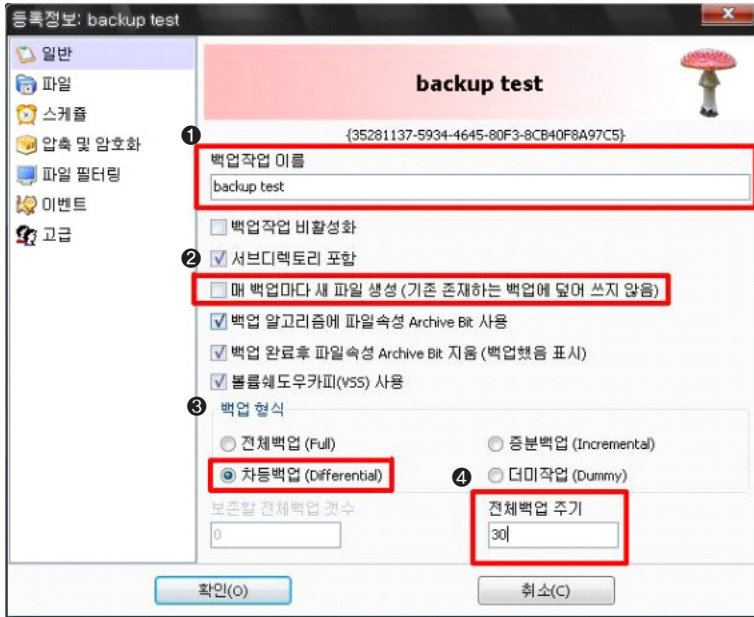 등록정보: backup test
일반
파일
스케쥴
압축 및 암호화
파일 필터링
이벤트
고급
backup test
{35281137-5934-4645-80F3-8CB40F8A97C5}
❶
백업작업 이름
backup test
백업작업 비활성화
❷ 서브디렉토리 포함
매 백업마다 새 파일 생성 (기존 존재하는 백업에 덮어 쓰지 않음)
백업 알고리즘에 파일속성 Archive Bit 사용
백업 완료후 파일속성 Archive Bit 지움 (백업했음 표시)
볼륨쉐도우카피(VSS) 사용
❸ 백업 형식
전체백업 (Full) 증분백업 (Incremental)
차등백업 (Differential) ❹ 더미작업 (Dummy)
보존할 전체백업 갯수 전체백업 주기
0 30
확인(O) 취소(C)